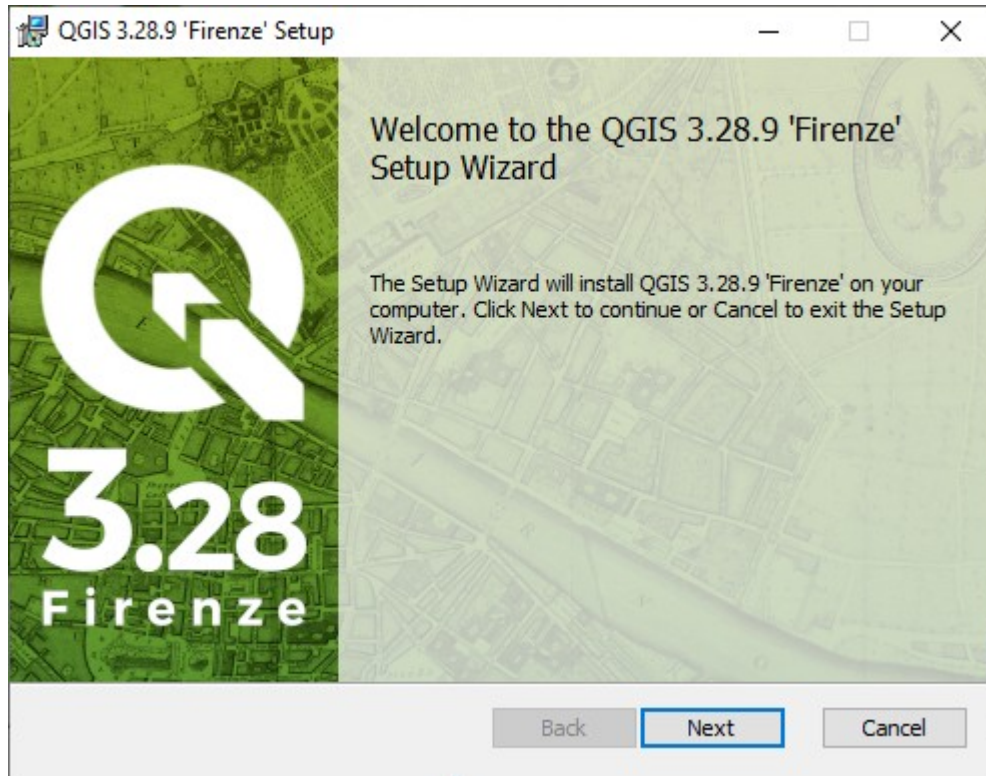 QGIS 3.28.9 'Firenze' Setup
Welcome to the QGIS 3.28.9 'Firenze'
Setup Wizard
The Setup Wizard will install QGIS 3.28.9 'Firenze' on your
computer. Click Next to continue or Cancel to exit the Setup
Wizard.
3.28
Firenze
Back
Next
Cancel